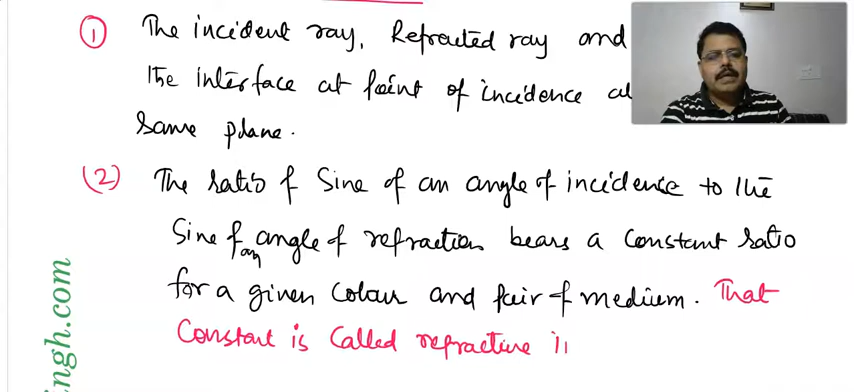 (1) The incident ray, Refracted ray and
the interface at point of incidence
same plane.
(2) The ratio of Sine of an angle of incidence to the
Sine of an angle of refraction bears a constant ratio
for a given Colour and pair of medium. That
Constant is called refractive in
ingh.com